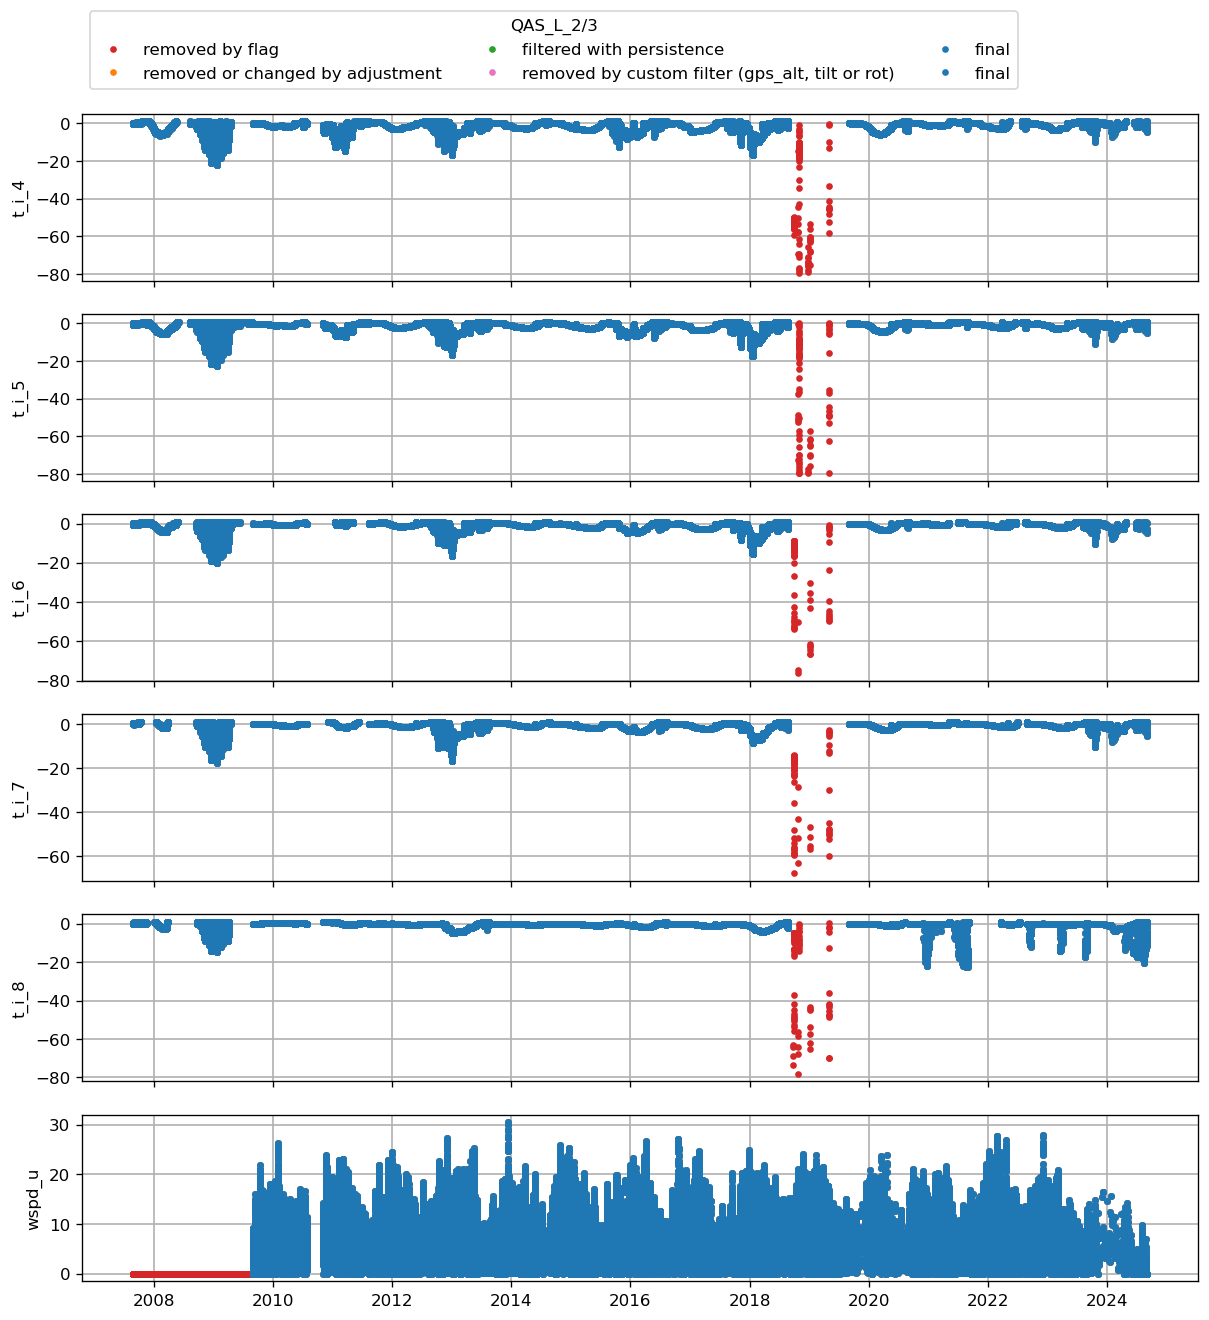 QAS_L_2/3
removed by flag
filtered with persistence
final
removed or changed by adjustment
removed by custom filter (gps_alt, tilt or rot)
final
t_i_4
0
−20
−40
−60
−80
t_i_5
0
−20
−40
−60
−80
t_i_6
0
−20
−40
−60
−80
t_i_7
0
−20
−40
−60
t_i_8
0
−20
−40
−60
−80
wspd_u
30
20
10
0
2008 2010 2012 2014 2016 2018 2020 2022 2024